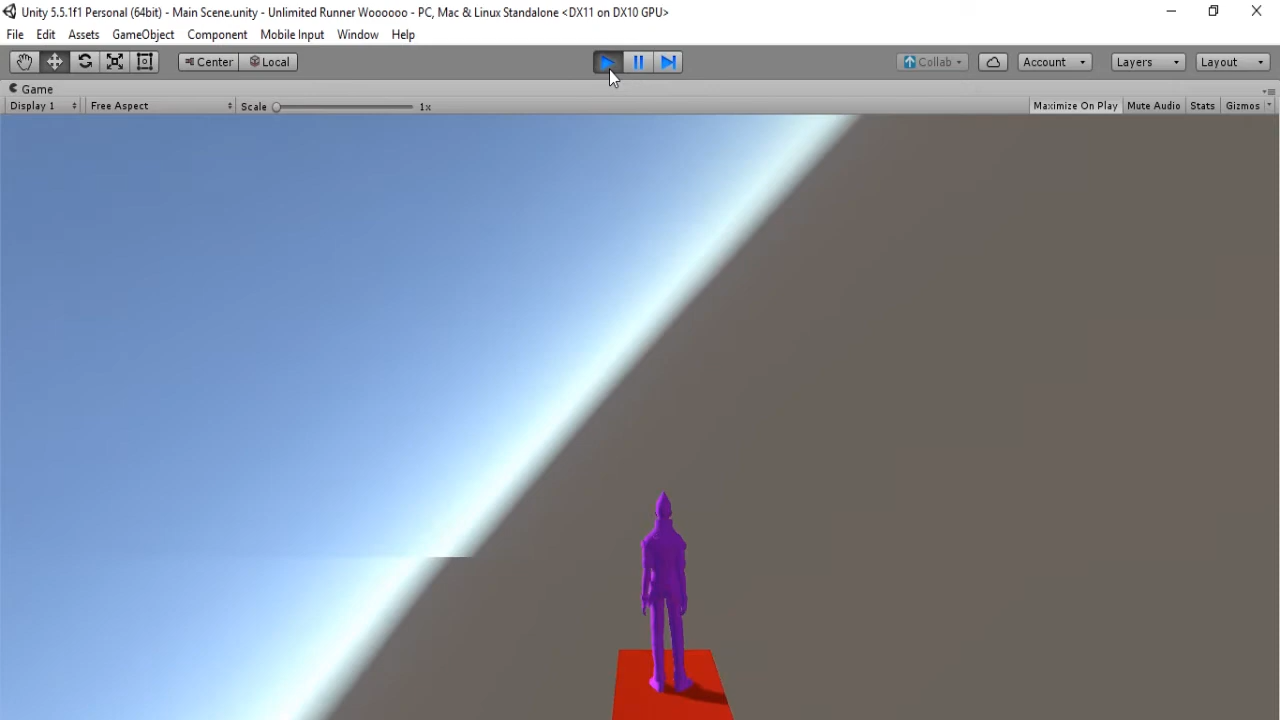 Unity 5.5.1f1 Personal (64bit) - Main Scene.unity - Unlimited Runner Woooooo - PC, Mac & Linux Standalone <DX11 on DX10 GPU>
File Edit Assets GameObject Component Mobile Input Window Help
Center Local Collab Account Layers Layout
Game
Display 1 Free Aspect Scale 1x Maximize On Play Mute Audio Stats Gizmos